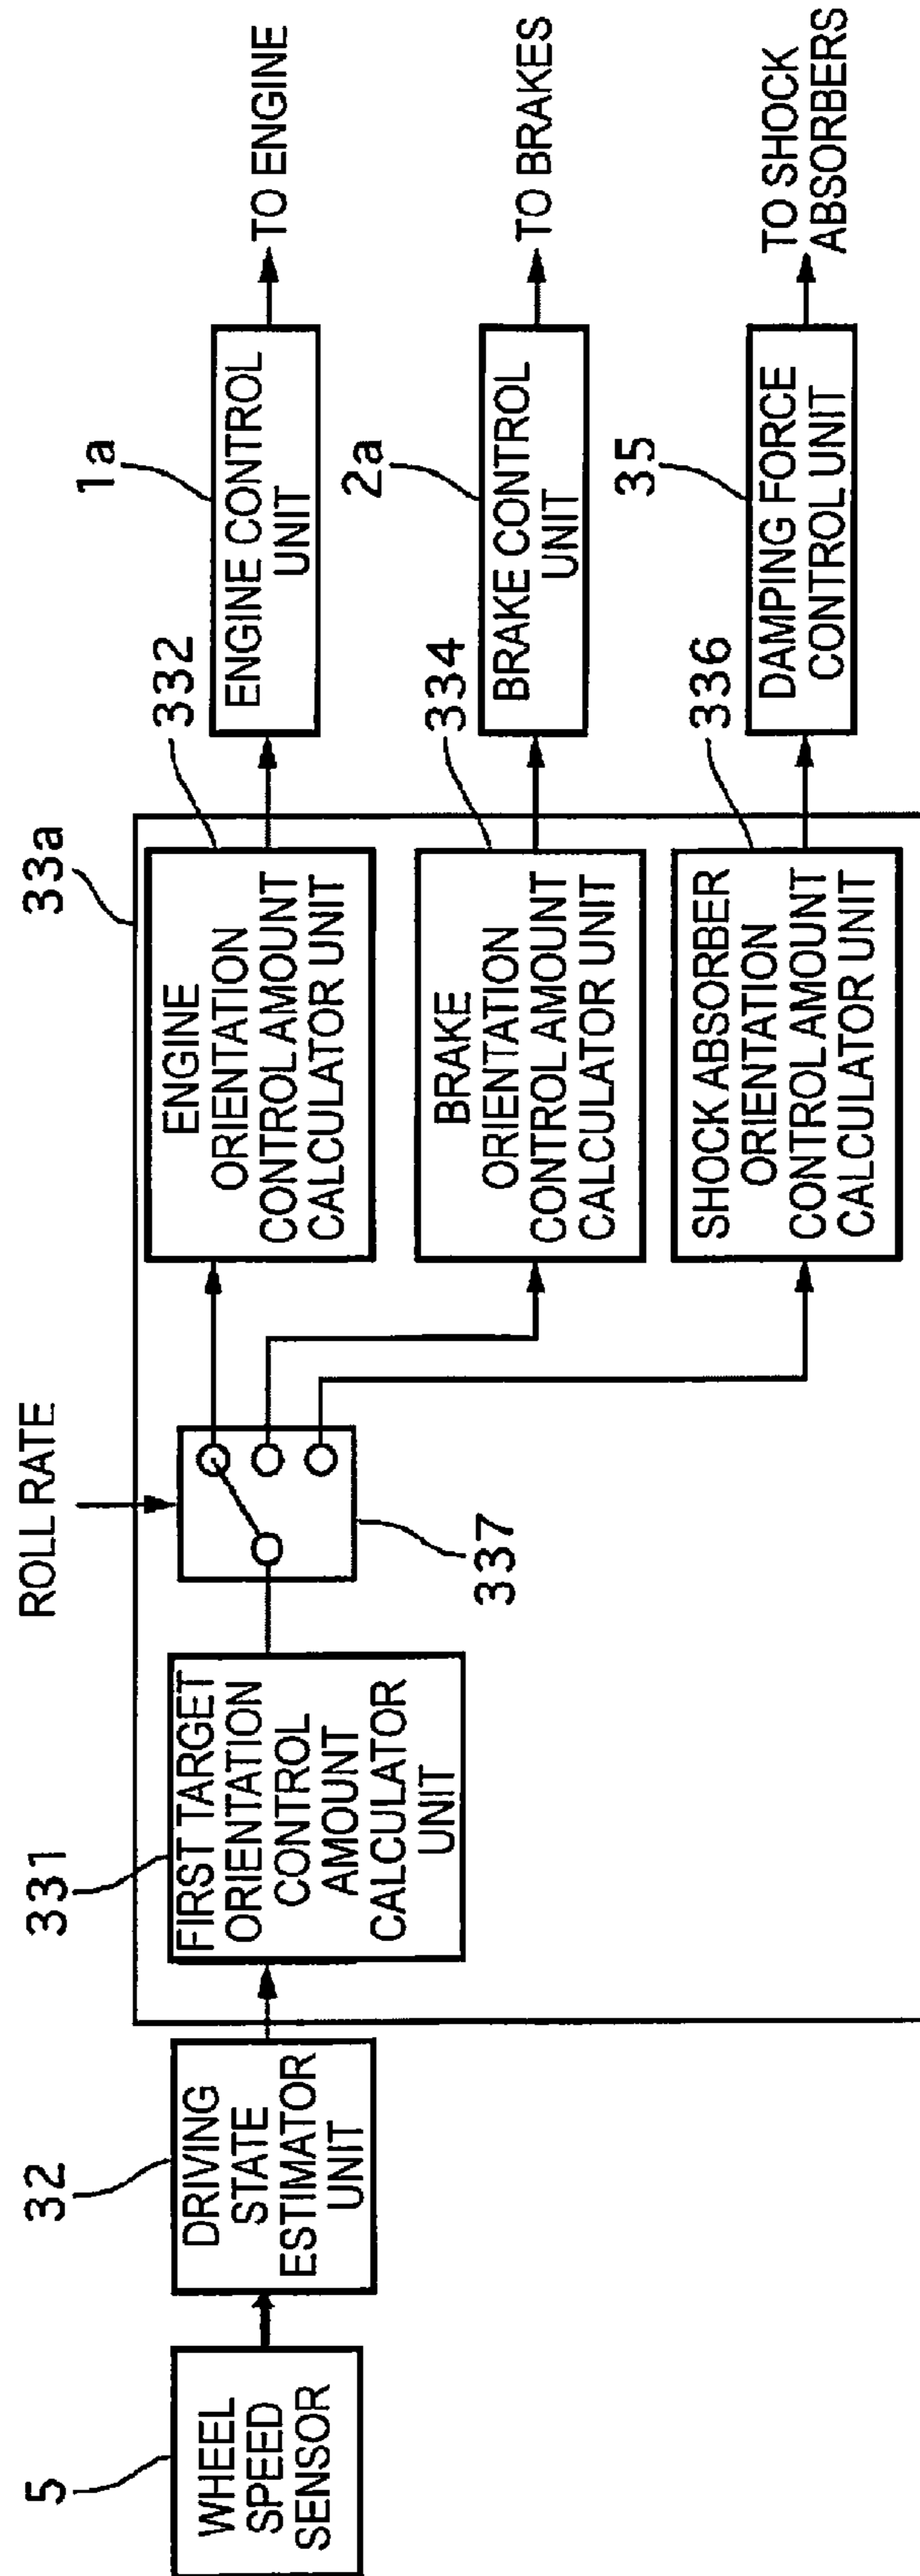 5
WHEEL
SPEED
SENSOR
32
DRIVING
STATE
ESTIMATOR
UNIT
33a
331
FIRST TARGET
ORIENTATION
CONTROL
AMOUNT
CALCULATOR
UNIT
ROLL RATE
337
332
ENGINE
ORIENTATION
CONTROL AMOUNT
CALCULATOR UNIT
334
BRAKE
ORIENTATION
CONTROL AMOUNT
CALCULATOR UNIT
336
SHOCK ABSORBER
ORIENTATION
CONTROL AMOUNT
CALCULATOR UNIT
1a
ENGINE CONTROL
UNIT
TO ENGINE
2a
BRAKE CONTROL
UNIT
TO BRAKES
35
DAMPING FORCE
CONTROL UNIT
TO SHOCK
ABSORBERS